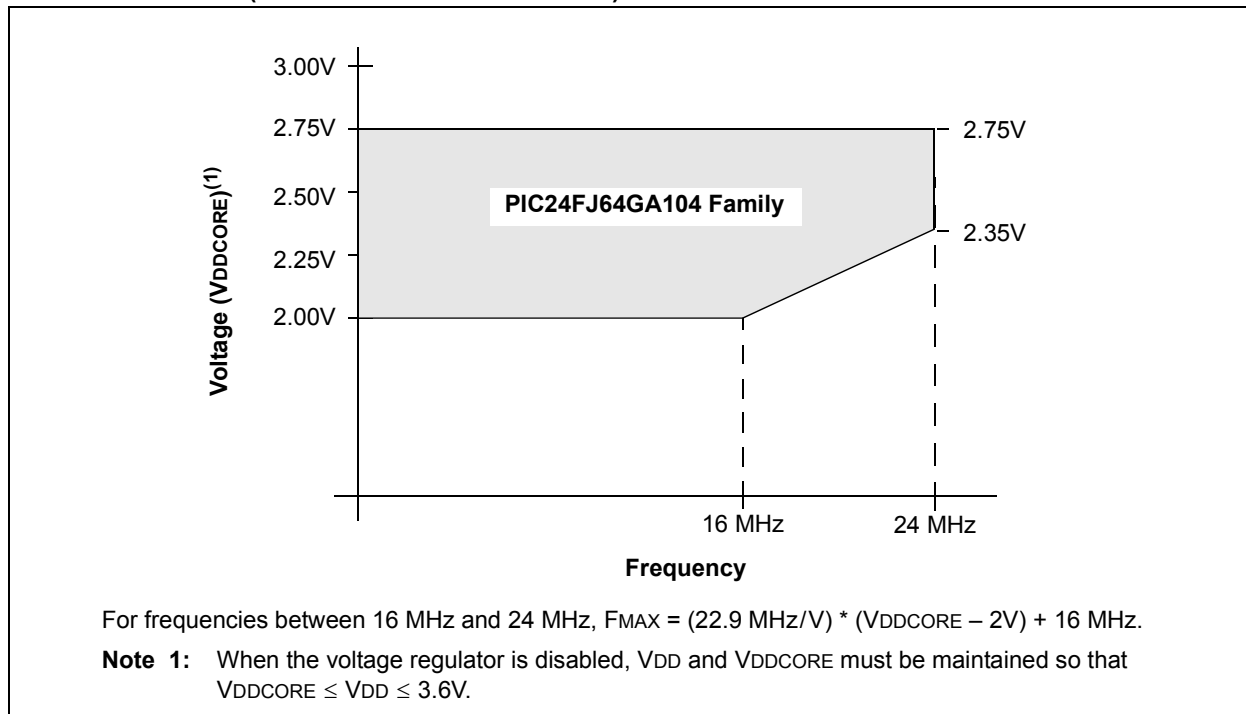 3.00V
2.75V
2.75V
2.50V
PIC24FJ64GA104 Family
2.35V
2.25V
2.00V
Voltage (VDDCORE)(1)
16 MHz
24 MHz
Frequency
For frequencies between 16 MHz and 24 MHz, FMAX = (22.9 MHz/V) * (VDDCORE – 2V) + 16 MHz.
Note 1: When the voltage regulator is disabled, VDD and VDDCORE must be maintained so that
VDDCORE ≤ VDD ≤ 3.6V.